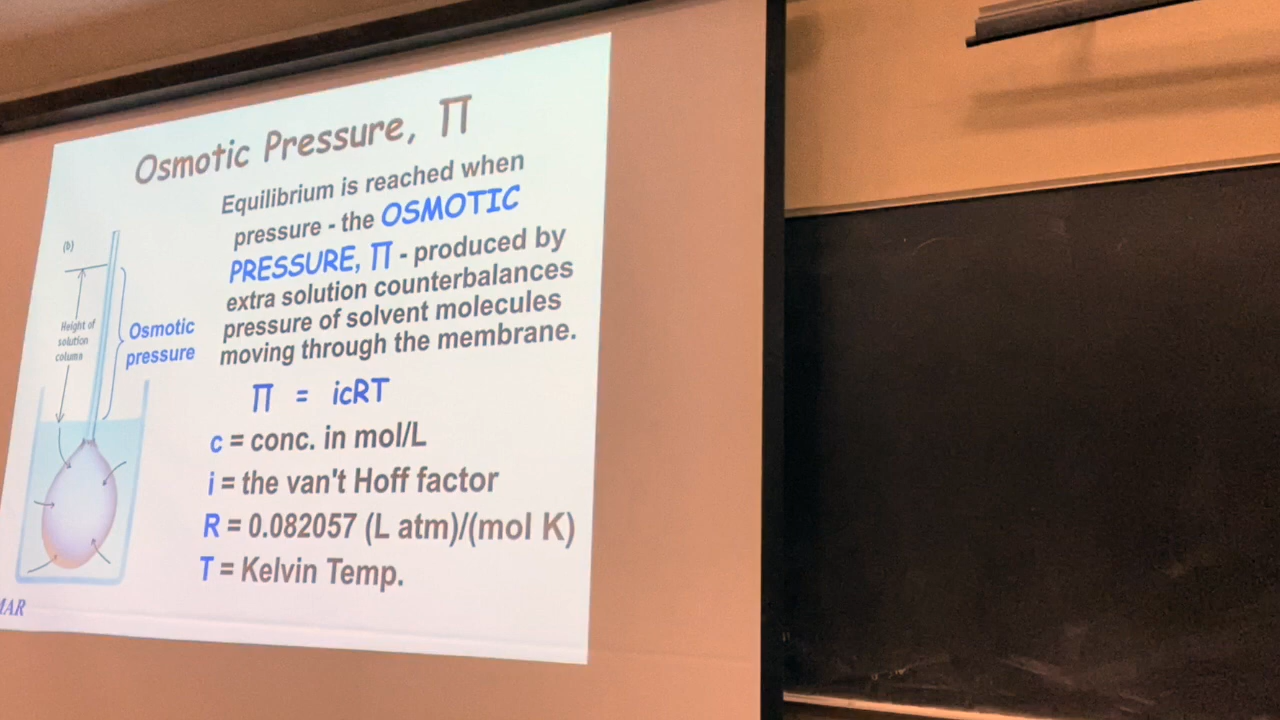 Osmotic Pressure, Π
Equilibrium is reached when
pressure - the OSMOTIC
PRESSURE, Π - produced by
extra solution counterbalances
pressure of solvent molecules
moving through the membrane.
(b)
Height of
solution
column
Osmotic
pressure
Π = icRT
c = conc. in mol/L
i = the van't Hoff factor
R = 0.082057 (L atm)/(mol K)
T = Kelvin Temp.
MAR